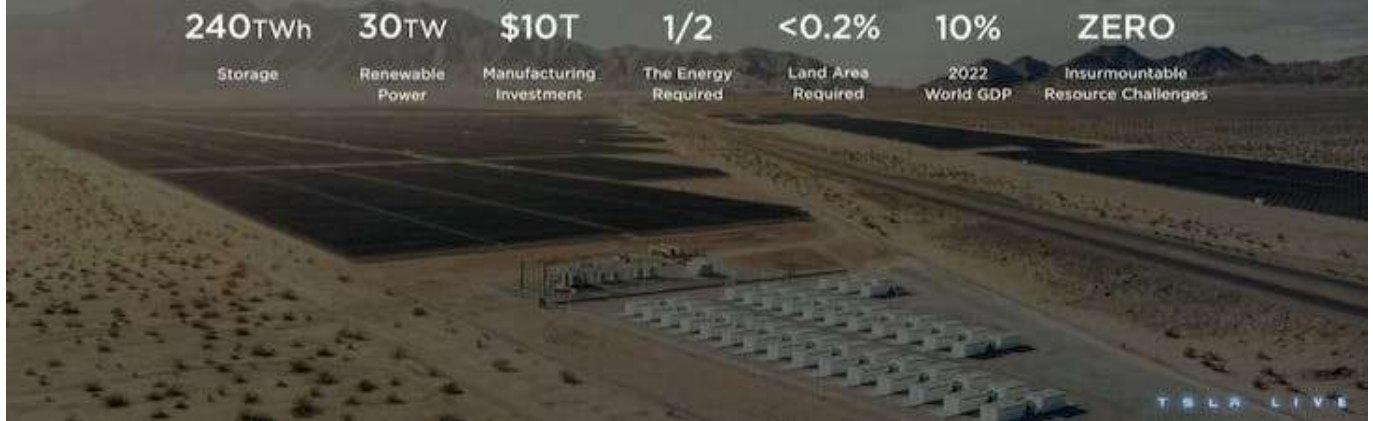 240TWh 30TW $10T 1/2 <0.2% 10% ZERO
Storage Renewable Manufacturing The Energy Land Area 2022 Insurmountable
Power Investment Required Required World GDP Resource Challenges
TSLA LIVE